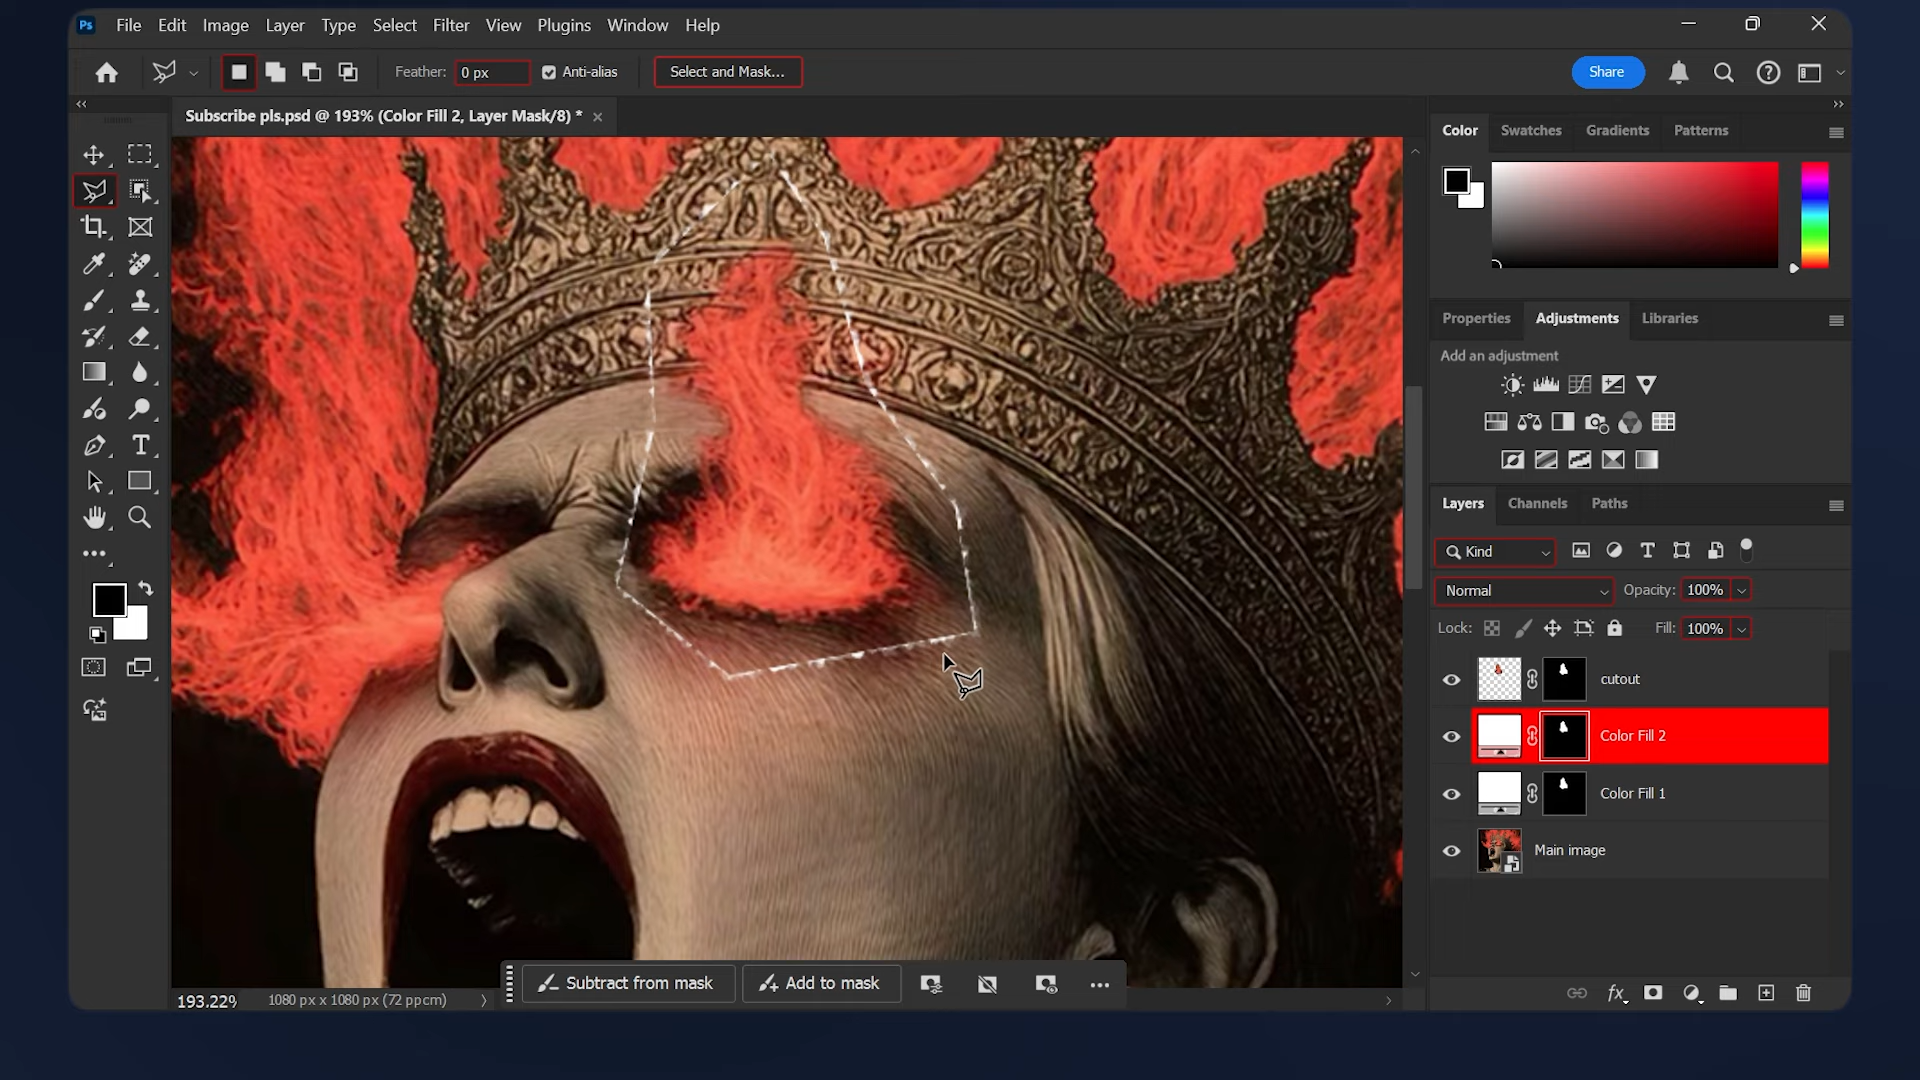 Ps File Edit Image Layer Type Select Filter View Plugins Window Help
Feather: 0 px Anti-alias Select and Mask... Share
Subscribe pls.psd @ 193% (Color Fill 2, Layer Mask/8) *
Color Swatches Gradients Patterns
Properties Adjustments Libraries
Add an adjustment
Layers Channels Paths
Kind
Normal Opacity: 100%
Lock: Fill: 100%
cutout
Color Fill 2
Color Fill 1
Main image
Subtract from mask Add to mask
fx
193.22% 1080 px x 1080 px (72 ppcm)